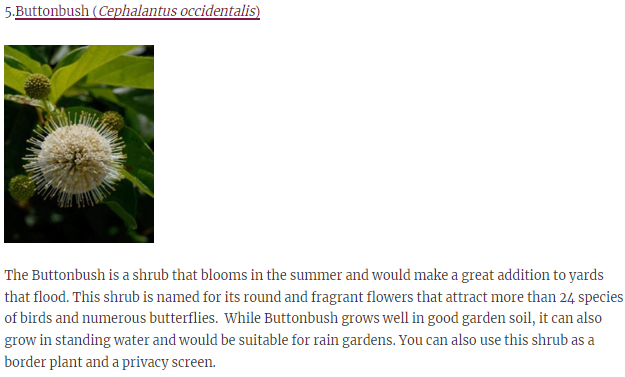 5.Buttonbush (Cephalantus occidentalis)
The Buttonbush is a shrub that blooms in the summer and would make a great addition to yards
that flood. This shrub is named for its round and fragrant flowers that attract more than 24 species
of birds and numerous butterflies.  While Buttonbush grows well in good garden soil, it can also
grow in standing water and would be suitable for rain gardens. You can also use this shrub as a
border plant and a privacy screen.